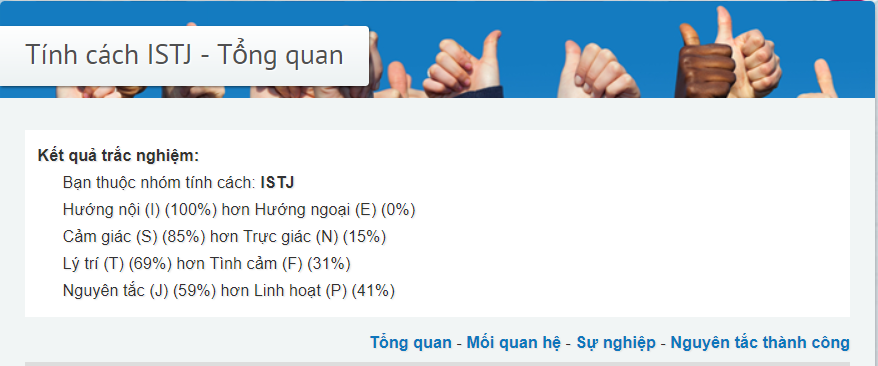 Tính cách ISTJ - Tổng quan
Kết quả trắc nghiệm:
Bạn thuộc nhóm tính cách: ISTJ
Hướng nội (I) (100%) hơn Hướng ngoại (E) (0%)
Cảm giác (S) (85%) hơn Trực giác (N) (15%)
Lý trí (T) (69%) hơn Tình cảm (F) (31%)
Nguyên tắc (J) (59%) hơn Linh hoạt (P) (41%)
Tổng quan - Mối quan hệ - Sự nghiệp - Nguyên tắc thành công